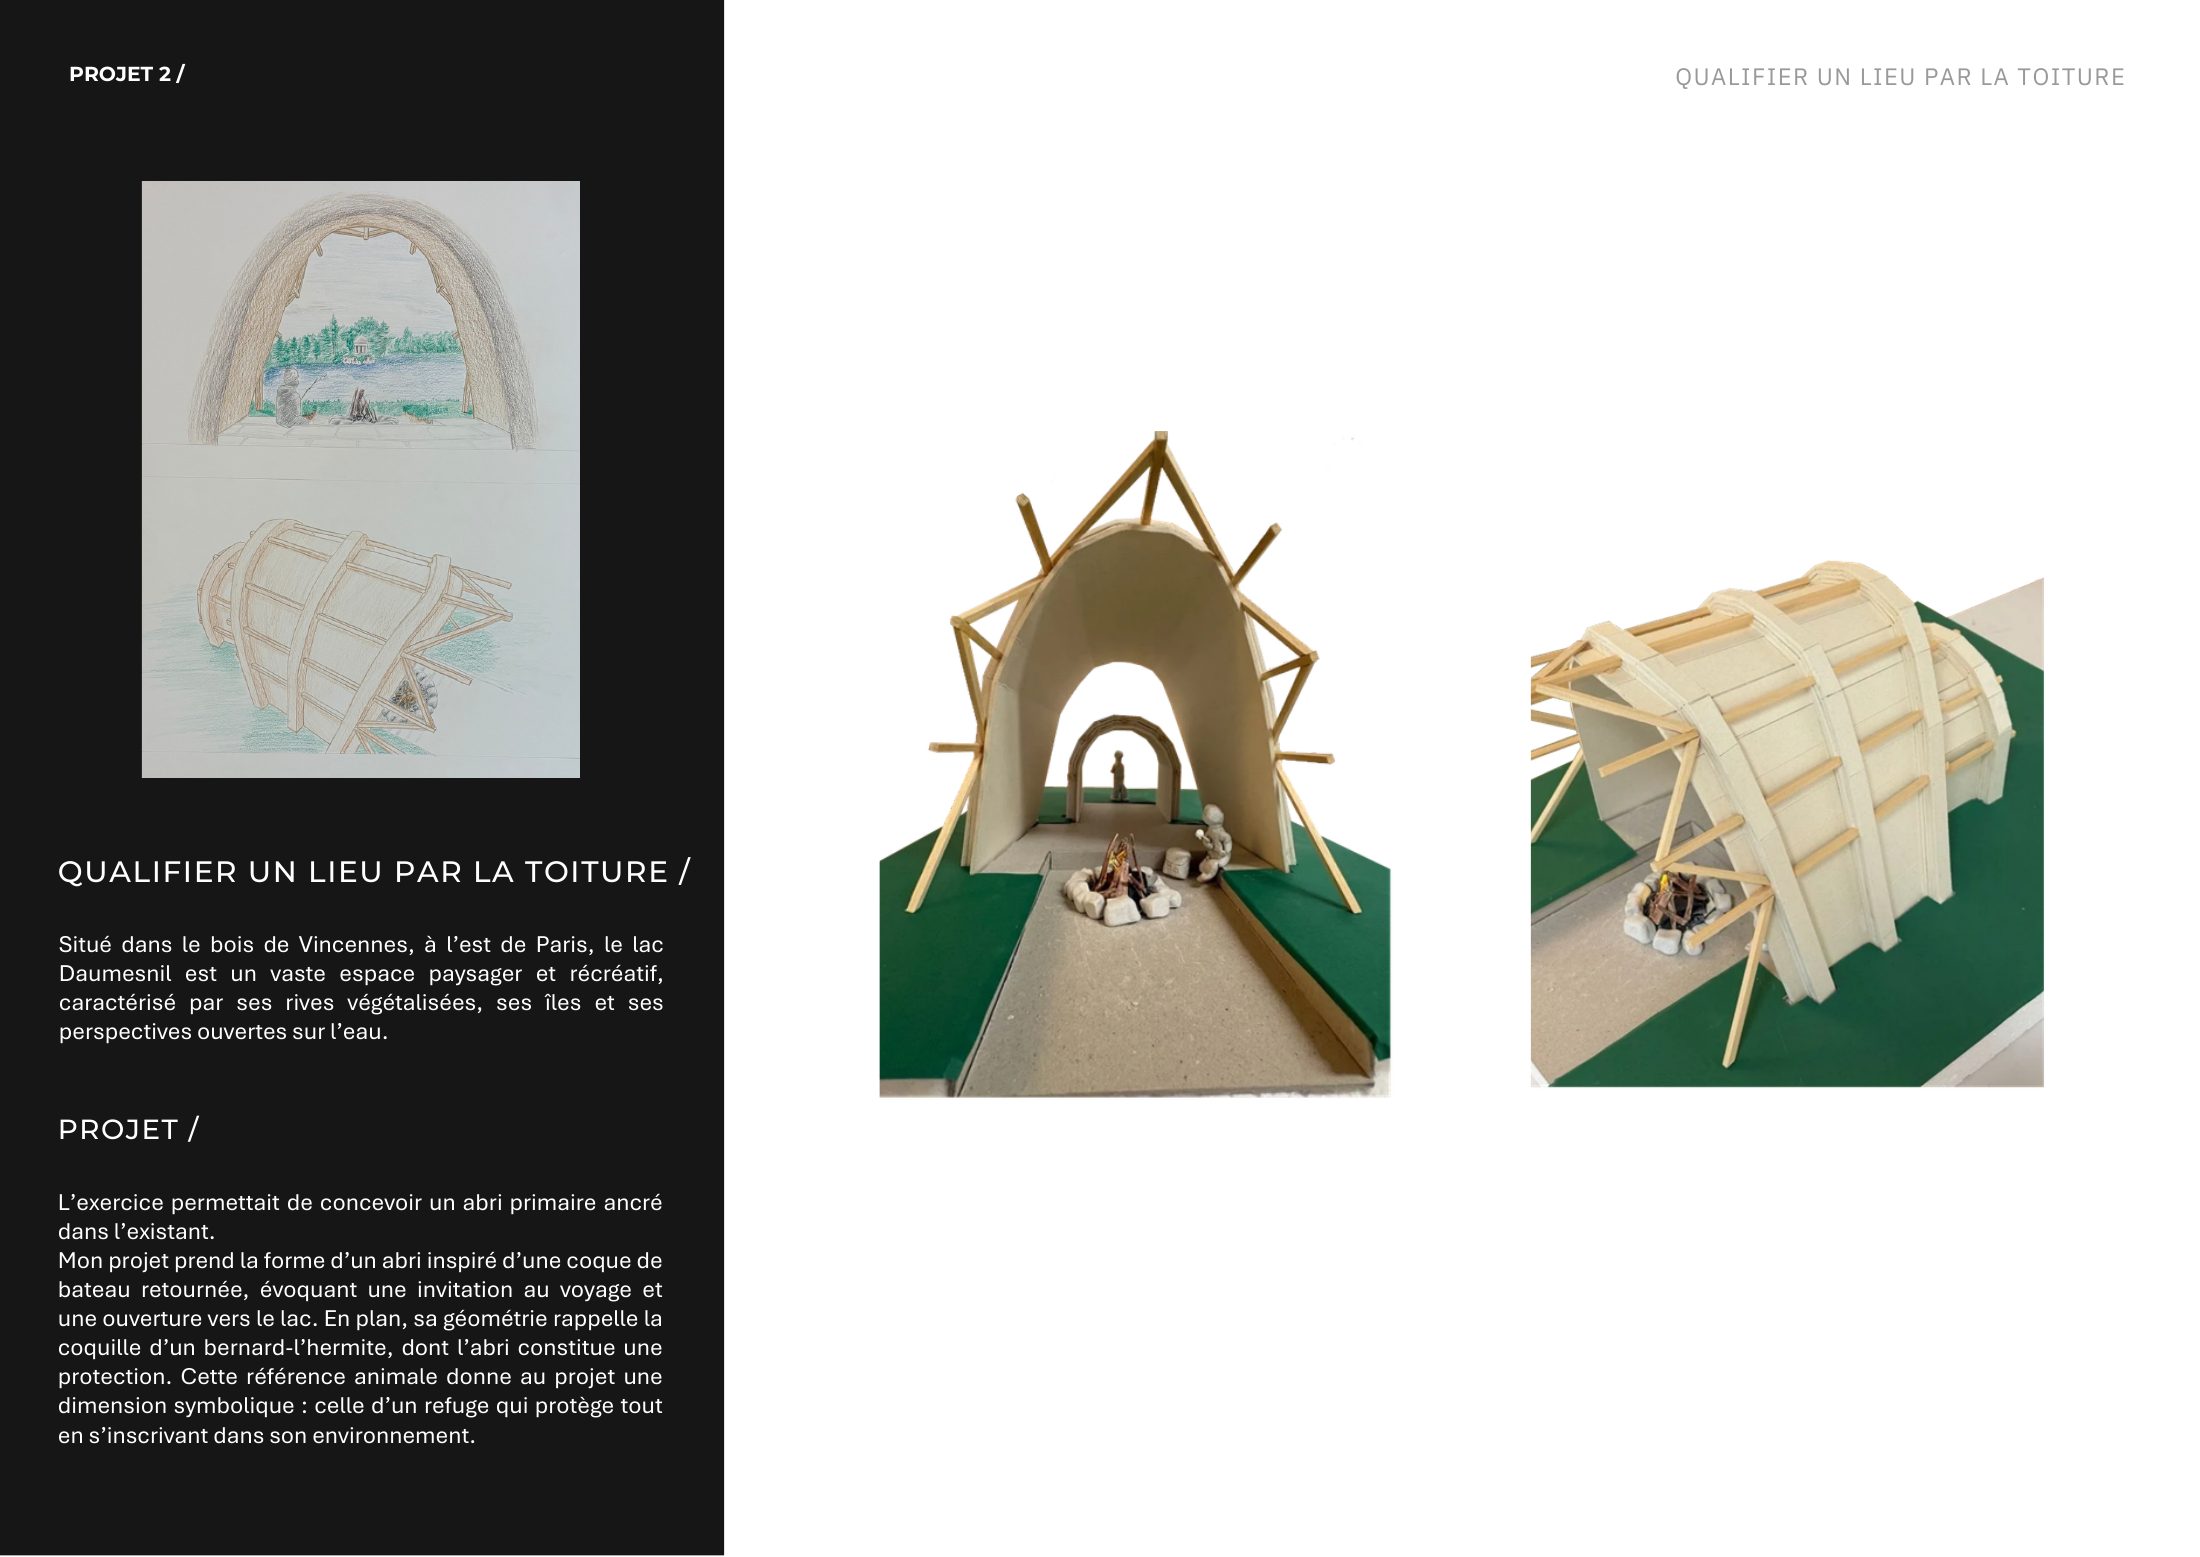 PROJET 2 /
QUALIFIER UN LIEU PAR LA TOITURE
QUALIFIER UN LIEU PAR LA TOITURE /
Situé dans le bois de Vincennes, à l’est de Paris, le lac
Daumesnil est un vaste espace paysager et récréatif,
caractérisé par ses rives végétalisées, ses îles et ses
perspectives ouvertes sur l’eau.
PROJET /
L’exercice permettait de concevoir un abri primaire ancré
dans l’existant.
Mon projet prend la forme d’un abri inspiré d’une coque de
bateau retournée, évoquant une invitation au voyage et
une ouverture vers le lac. En plan, sa géométrie rappelle la
coquille d’un bernard-l’hermite, dont l’abri constitue une
protection. Cette référence animale donne au projet une
dimension symbolique : celle d’un refuge qui protège tout
en s’inscrivant dans son environnement.